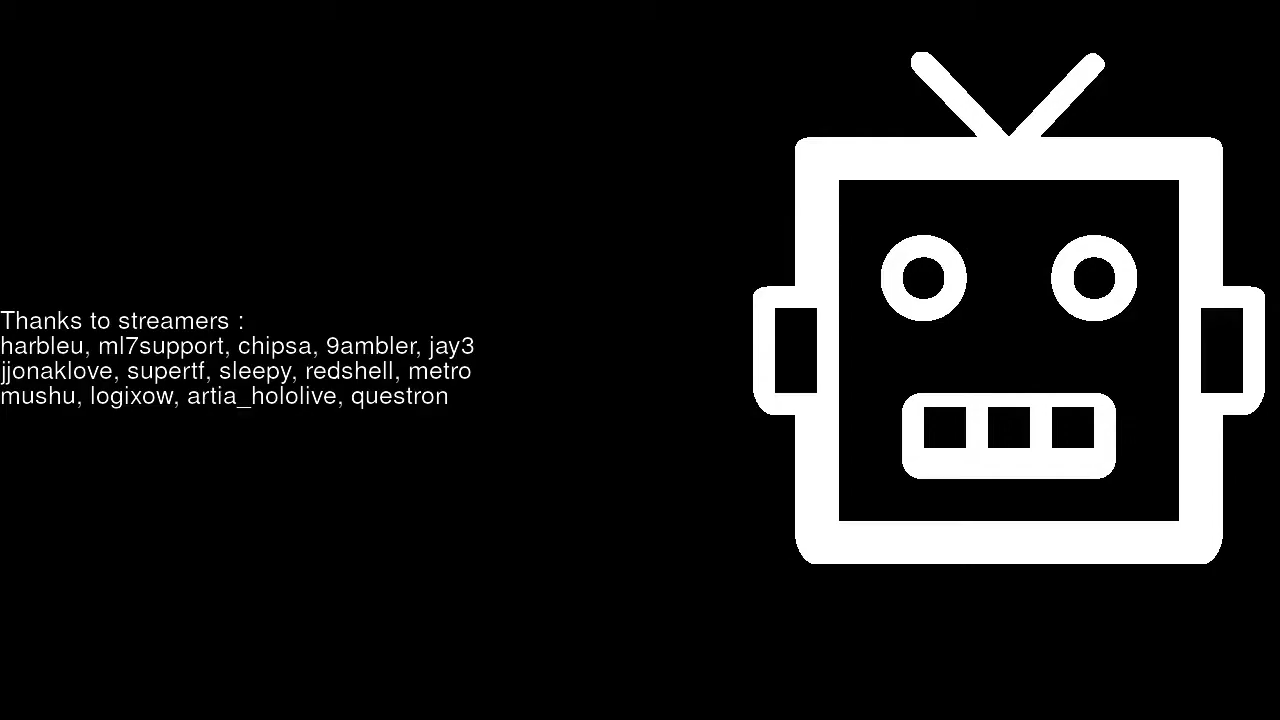 Thanks to streamers :
harbleu, ml7support, chipsa, 9ambler, jay3
jjonaklove, supertf, sleepy, redshell, metro
mushu, logixow, artia_hololive, questron